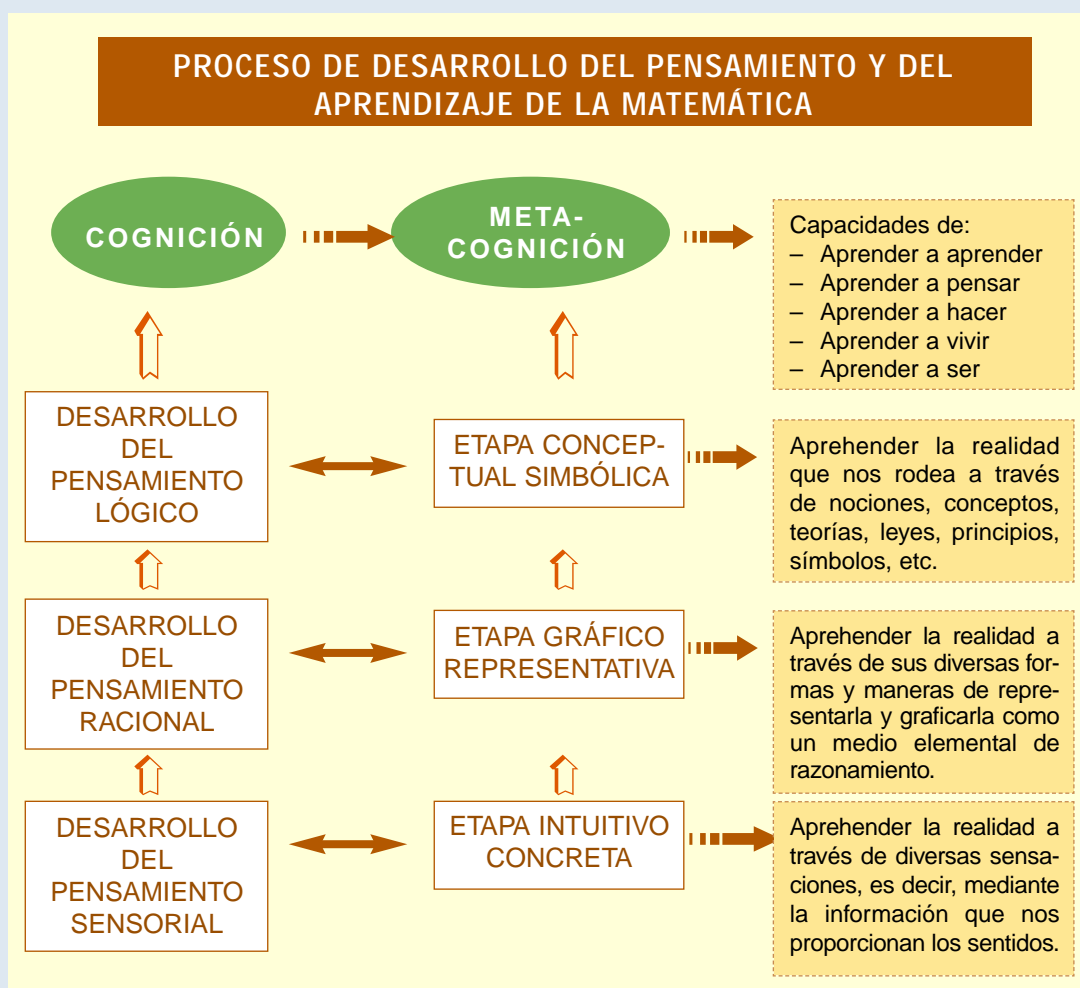 PROCESO DE DESARROLLO DEL PENSAMIENTO Y DEL
APRENDIZAJE DE LA MATEMÁTICA
COGNICIÓN
META-
COGNICIÓN
Capacidades de:
– Aprender a aprender
– Aprender a pensar
– Aprender a hacer
– Aprender a vivir
– Aprender a ser
DESARROLLO
DEL
PENSAMIENTO
LÓGICO
ETAPA CONCEP-
TUAL SIMBÓLICA
Aprehender la realidad
que nos rodea a través
de nociones, conceptos,
teorías, leyes, principios,
símbolos, etc.
DESARROLLO
DEL
PENSAMIENTO
RACIONAL
ETAPA GRÁFICO
REPRESENTATIVA
Aprehender la realidad a
través de sus diversas for-
mas y maneras de repre-
sentarla y graficarla como
un medio elemental de
razonamiento.
DESARROLLO
DEL
PENSAMIENTO
SENSORIAL
ETAPA INTUITIVO
CONCRETA
Aprehender la realidad a
través de diversas sensa-
ciones, es decir, mediante
la información que nos
proporcionan los sentidos.